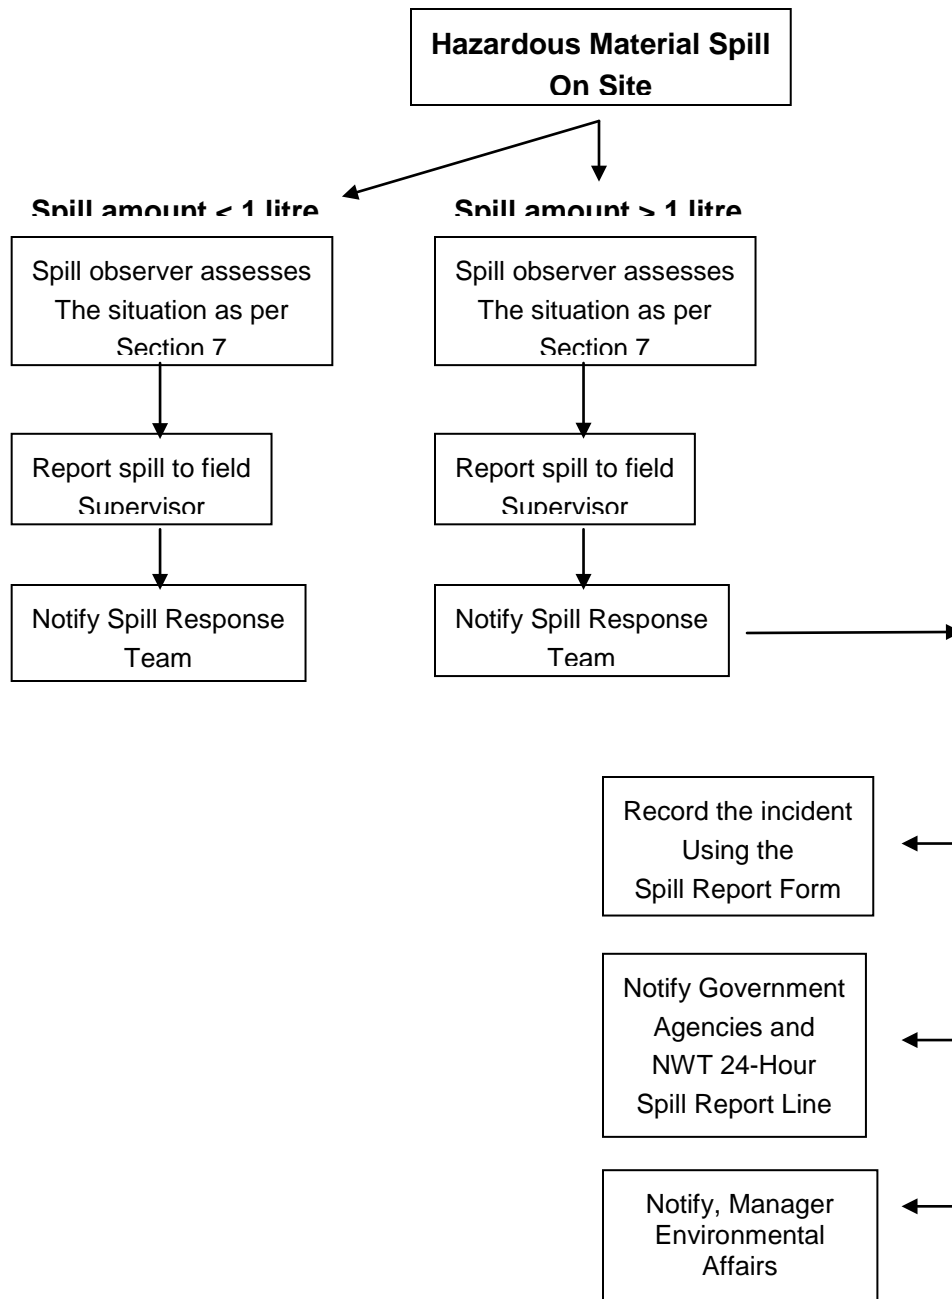 Hazardous Material Spill
On Site
Spill amount < 1 litre
Spill observer assesses
The situation as per
Section 7
Report spill to field
Supervisor
Notify Spill Response
Team
Spill amount > 1 litre
Spill observer assesses
The situation as per
Section 7
Report spill to field
Supervisor
Notify Spill Response
Team
Record the incident
Using the
Spill Report Form
Notify Government
Agencies and
NWT 24-Hour
Spill Report Line
Notify, Manager
Environmental
Affairs